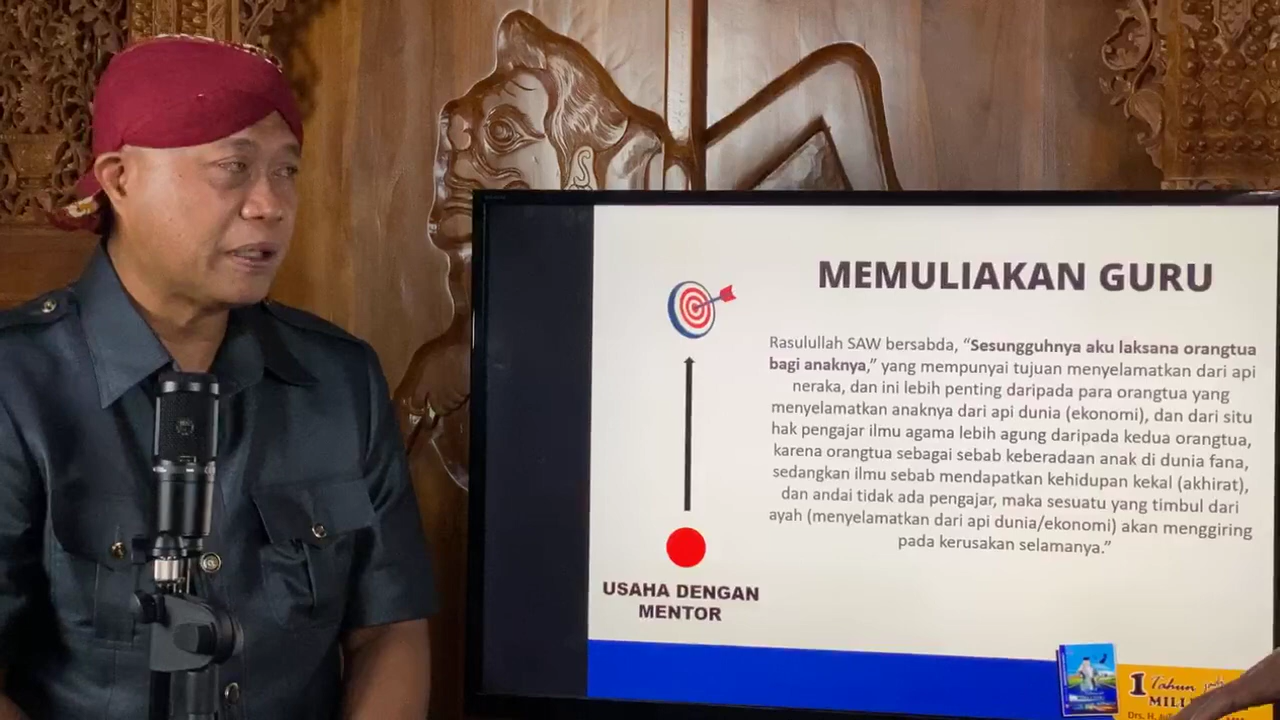 MEMULIAKAN GURU
Rasulullah SAW bersabda, “Sesungguhnya aku laksana orangtua
bagi anaknya,” yang mempunyai tujuan menyelamatkan dari api
neraka, dan ini lebih penting daripada para orangtua yang
menyelamatkan anaknya dari api dunia (ekonomi), dan dari situ
hak pengajar ilmu agama lebih agung daripada kedua orangtua,
karena orangtua sebagai sebab keberadaan anak di dunia fana,
sedangkan ilmu sebab mendapatkan kehidupan kekal (akhirat),
dan andai tidak ada pengajar, maka sesuatu yang timbul dari
ayah (menyelamatkan dari api dunia/ekonomi) akan menggiring
pada kerusakan selamanya.”
USAHA DENGAN
MENTOR
1 Tahun
Drs. H.